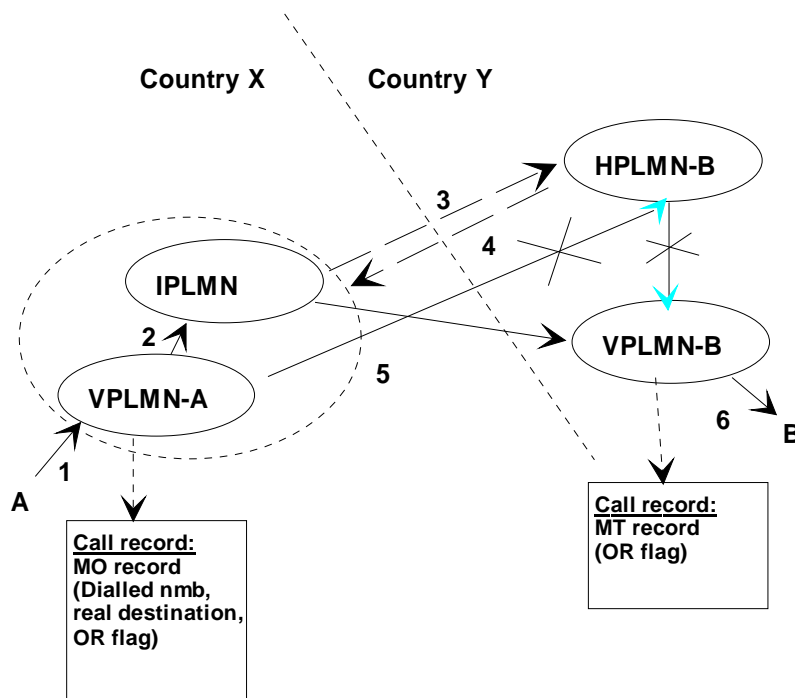 Country X
Country Y
HPLMN-B
3
4
IPLMN
2
VPLMN-B
5
VPLMN-A
6
B
1
A
Call record:
MT record
(OR flag)
Call record:
MO record
(Dialled nmb,
real destination,
OR flag)